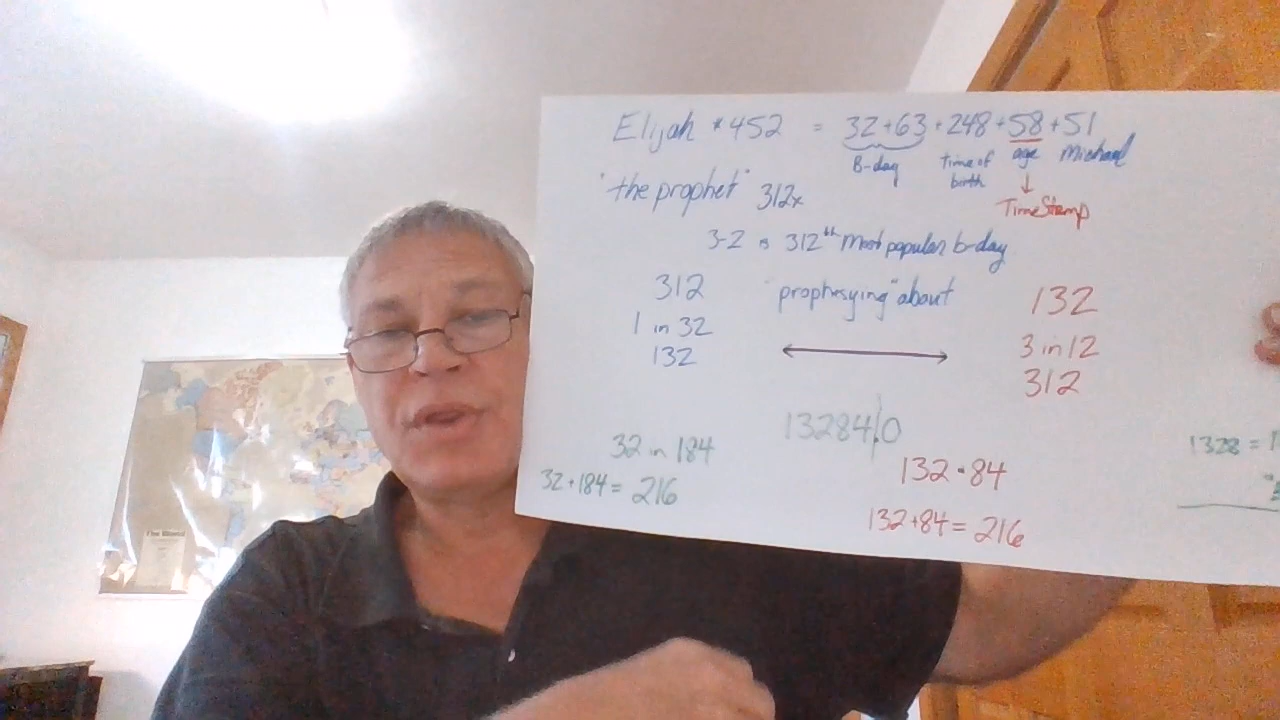 Elijah *452 = 32+63+248+58+51
B-day time of birth age Michael
TimeStamp
"the prophet" 312x
3-2 is 312th most popular b-day
312 "prophesying" about 132
1 in 32 3 in 12
132 312
13284|.0
32 in 184 132 · 84
32+184= 216 132+84= 216
1328 =
The World